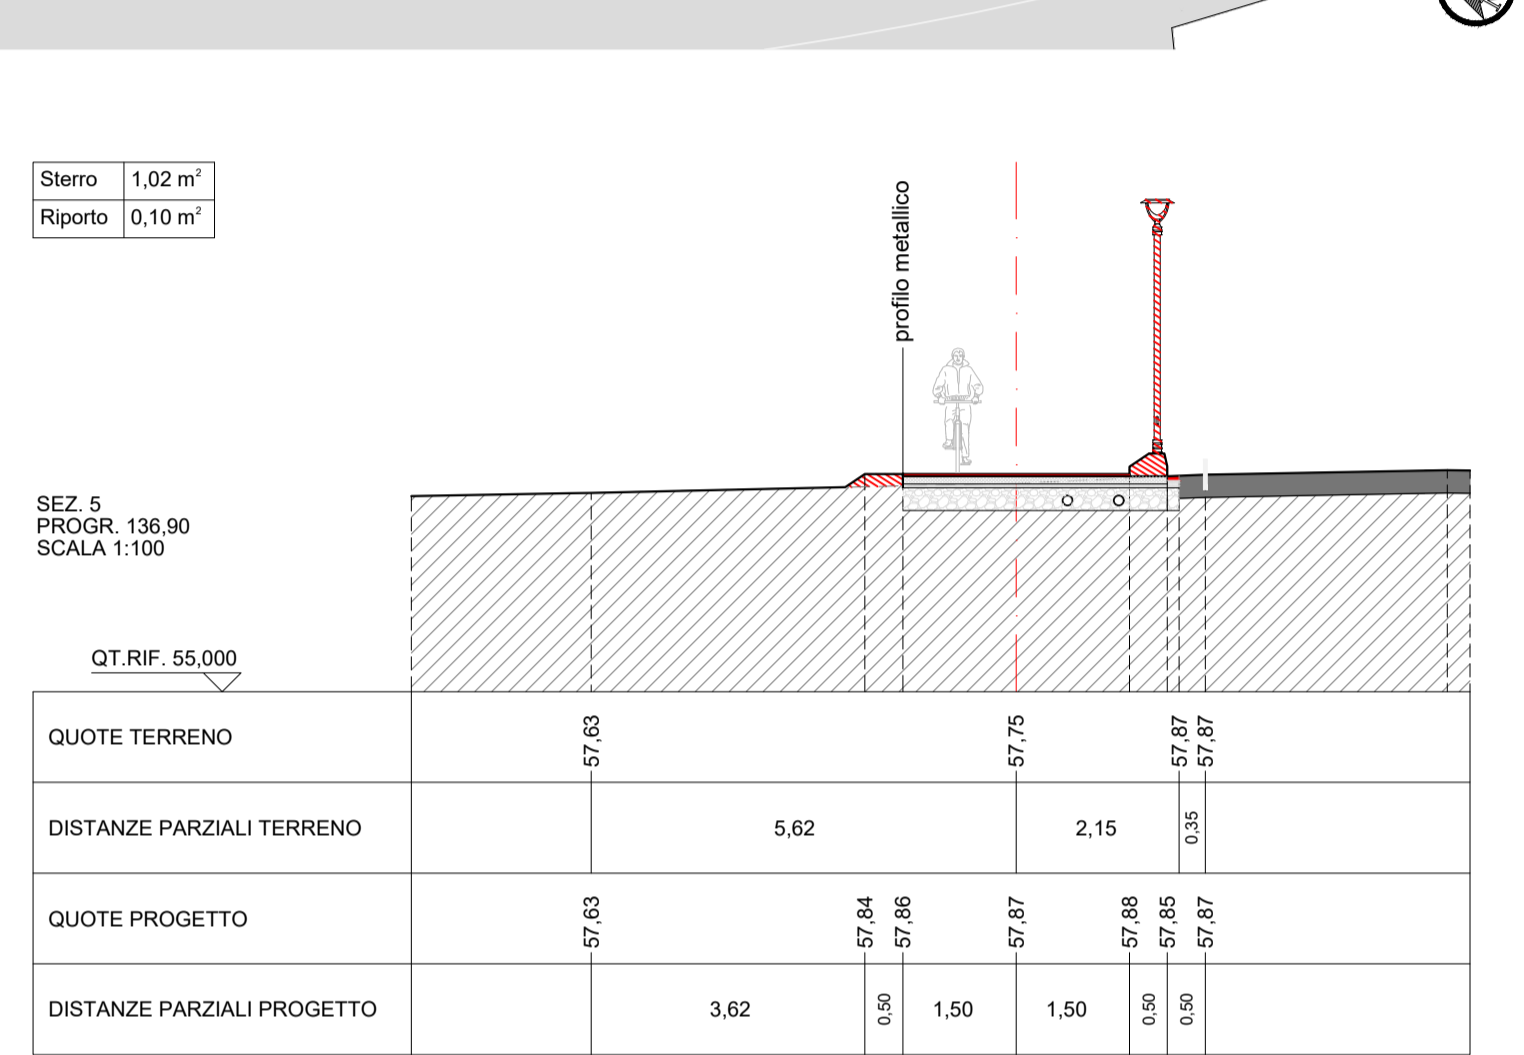 Sterro 1,02 m²
Riporto 0,10 m²
profilo metallico
SEZ. 5
PROGR. 136,90
SCALA 1:100
QT.RIF. 55,000
QUOTE TERRENO 57,63 57,75 57,87 57,87
DISTANZE PARZIALI TERRENO 5,62 2,15 0,35
QUOTE PROGETTO 57,63 57,84 57,86 57,87 57,88 57,85 57,87
DISTANZE PARZIALI PROGETTO 3,62 0,50 1,50 1,50 0,50 0,50